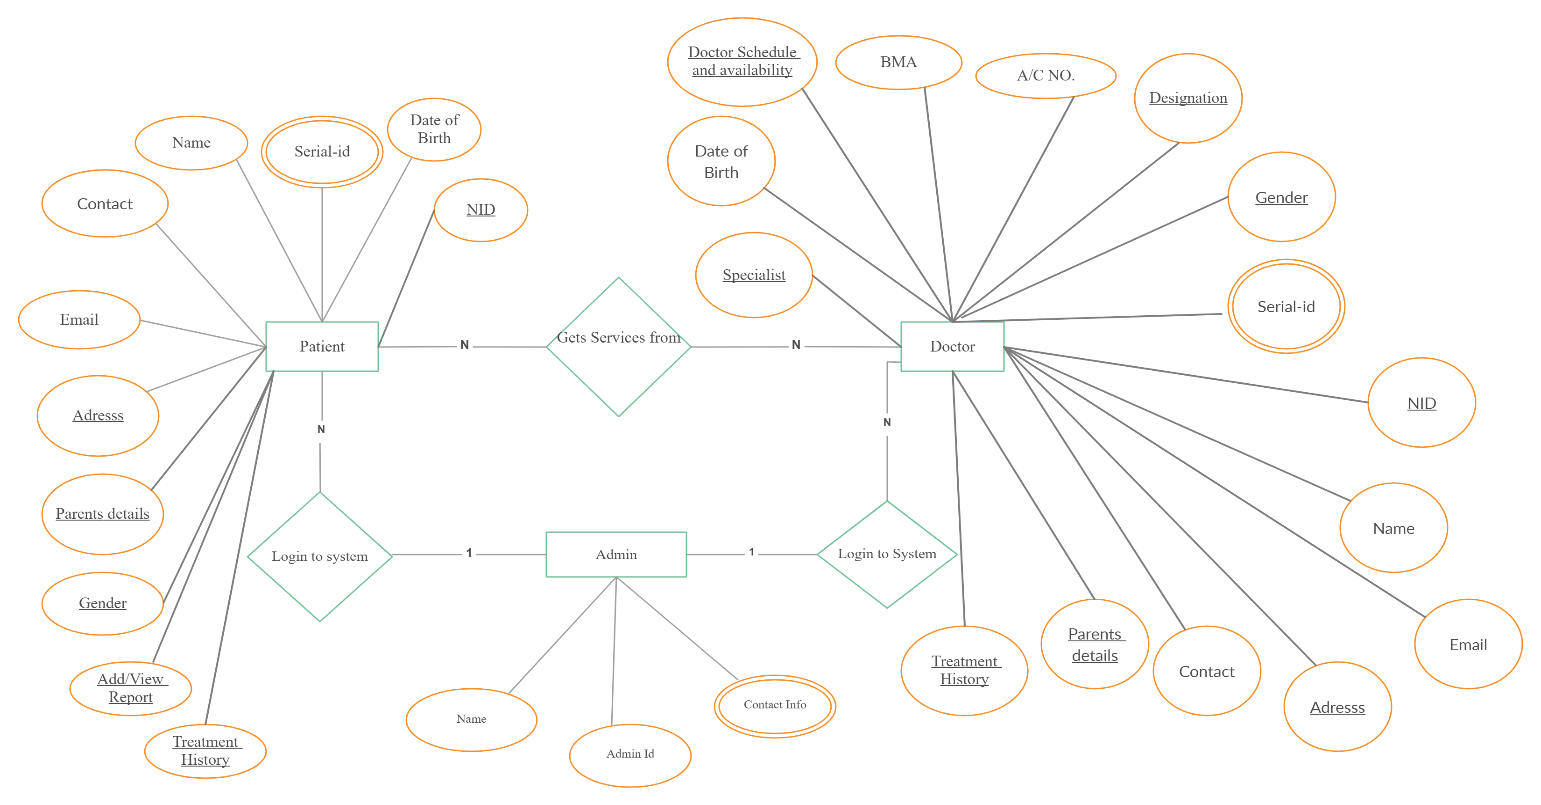 Doctor Schedule
and availability
BMA
A/C NO.
Designation
Name
Serial-id
Date of
Birth
Date of
Birth
Contact
NID
Gender
Specialist
Serial-id
Email
Gets Services from
Patient
N
N
Doctor
Adresss
NID
N
N
Parents details
Name
Login to system
1
Admin
1
Login to System
Gender
Parents
details
Email
Treatment
History
Contact
Add/View
Report
Adresss
Name
Contact Info
Treatment
History
Admin Id